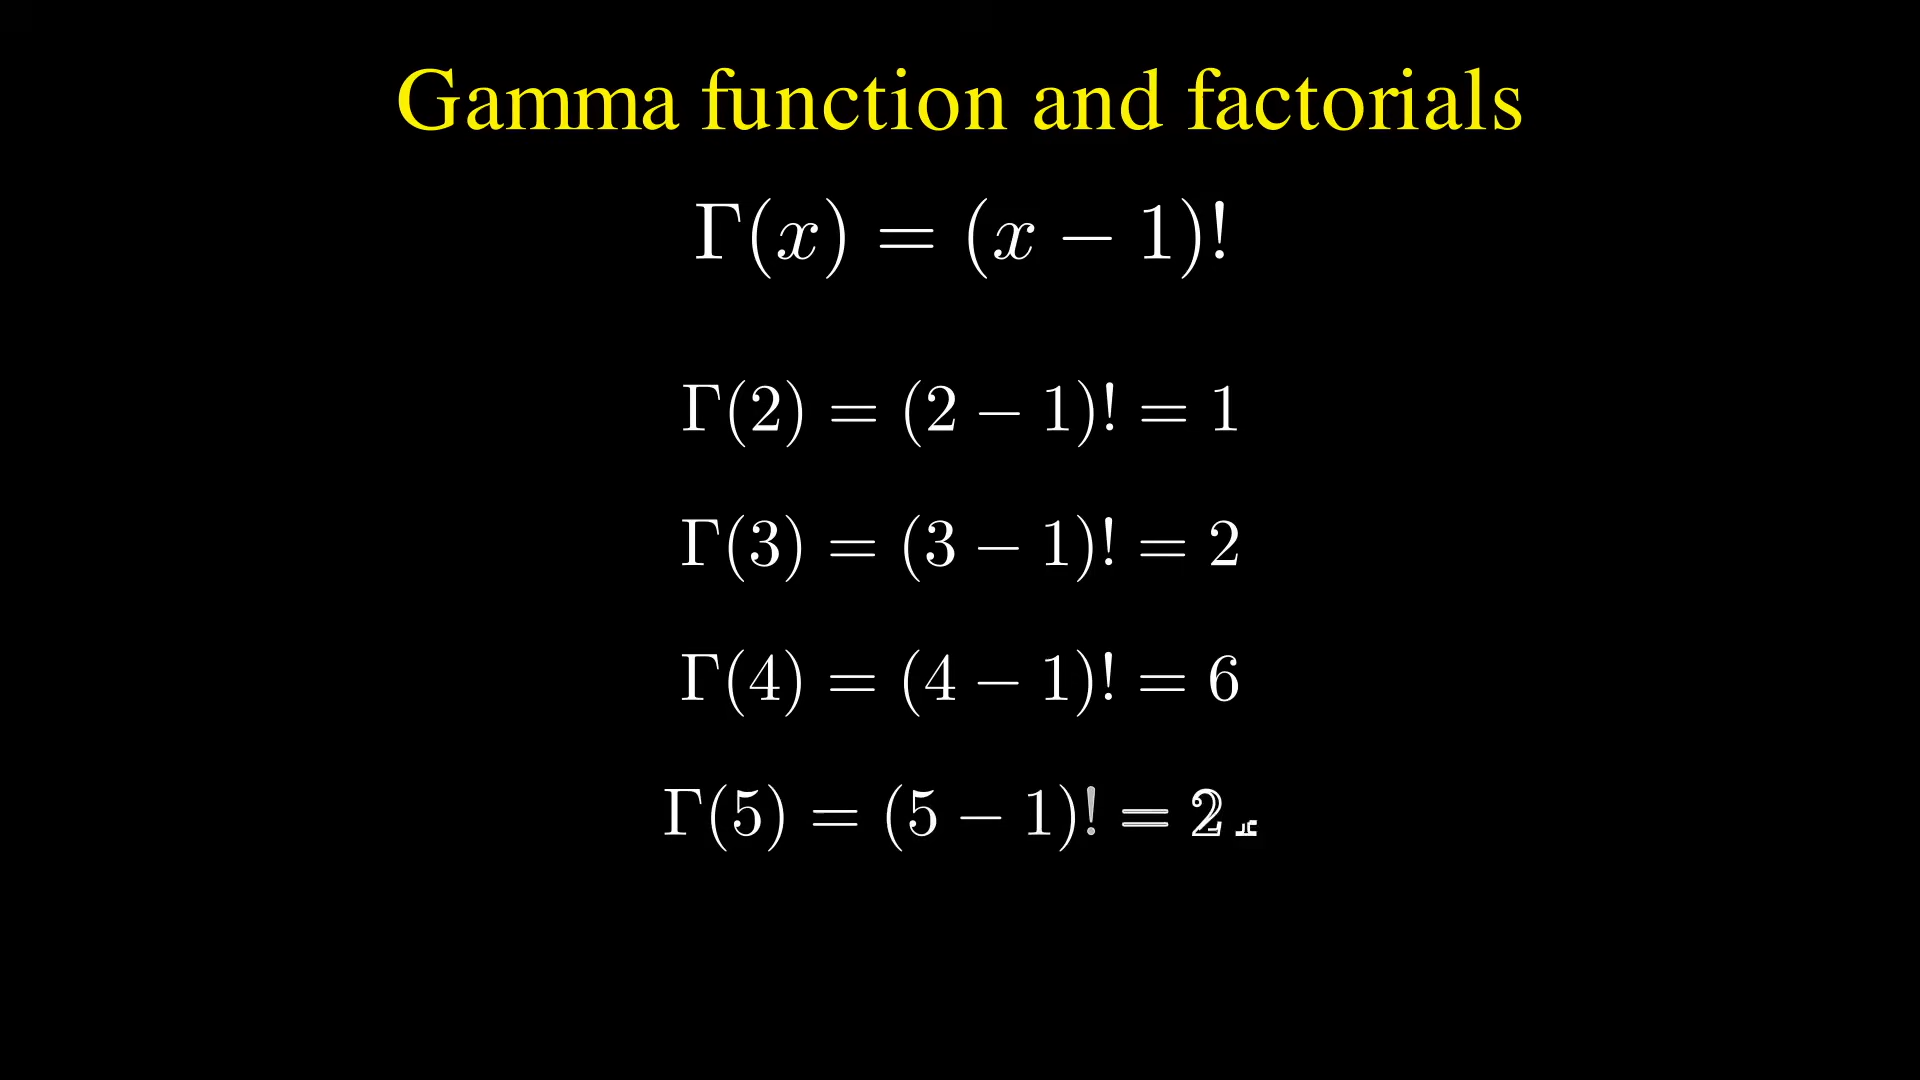 Gamma function and factorials
Γ(x) = (x − 1)!
Γ(2) = (2 − 1)! = 1
Γ(3) = (3 − 1)! = 2
Γ(4) = (4 − 1)! = 6
Γ(5) = (5 − 1)! = 2